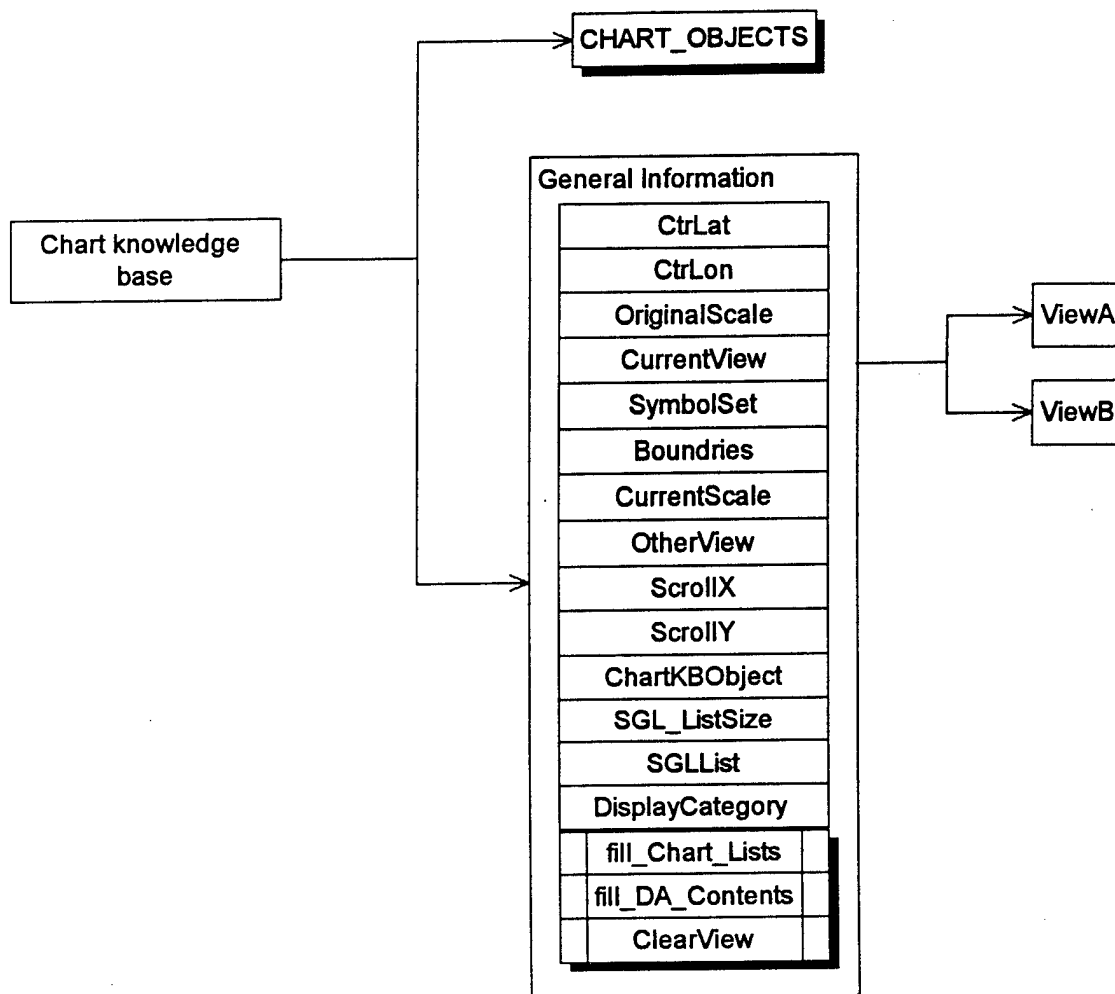 CHART_OBJECTS
General Information
Chart knowledge
base
CtrLat
CtrLon
OriginalScale
CurrentView
SymbolSet
Boundries
CurrentScale
OtherView
ScrollX
ScrollY
ChartKBObject
SGL_ListSize
SGLList
DisplayCategory
fill_Chart_Lists
fill_DA_Contents
ClearView
ViewA
ViewB